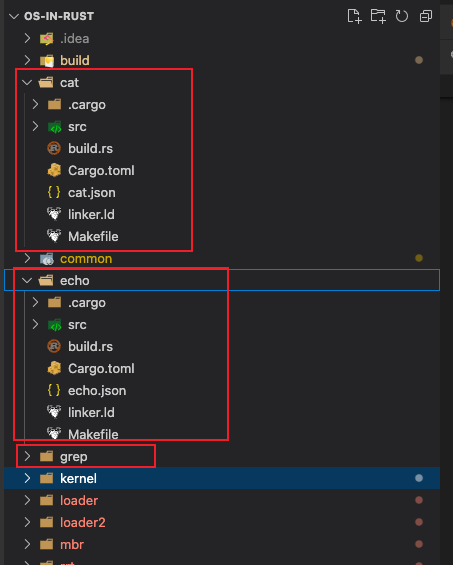 OS-IN-RUST
.idea
build
cat
.cargo
src
build.rs
Cargo.toml
cat.json
linker.ld
Makefile
common
echo
.cargo
src
build.rs
Cargo.toml
echo.json
linker.ld
Makefile
grep
kernel
loader
loader2
mbr